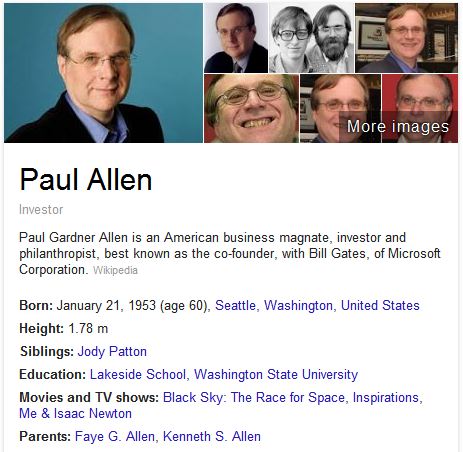 More images
Paul Allen
Investor
Paul Gardner Allen is an American business magnate, investor and
philanthropist, best known as the co-founder, with Bill Gates, of Microsoft
Corporation. Wikipedia
Born: January 21, 1953 (age 60), Seattle, Washington, United States
Height: 1.78 m
Siblings: Jody Patton
Education: Lakeside School, Washington State University
Movies and TV shows: Black Sky: The Race for Space, Inspirations,
Me & Isaac Newton
Parents: Faye G. Allen, Kenneth S. Allen